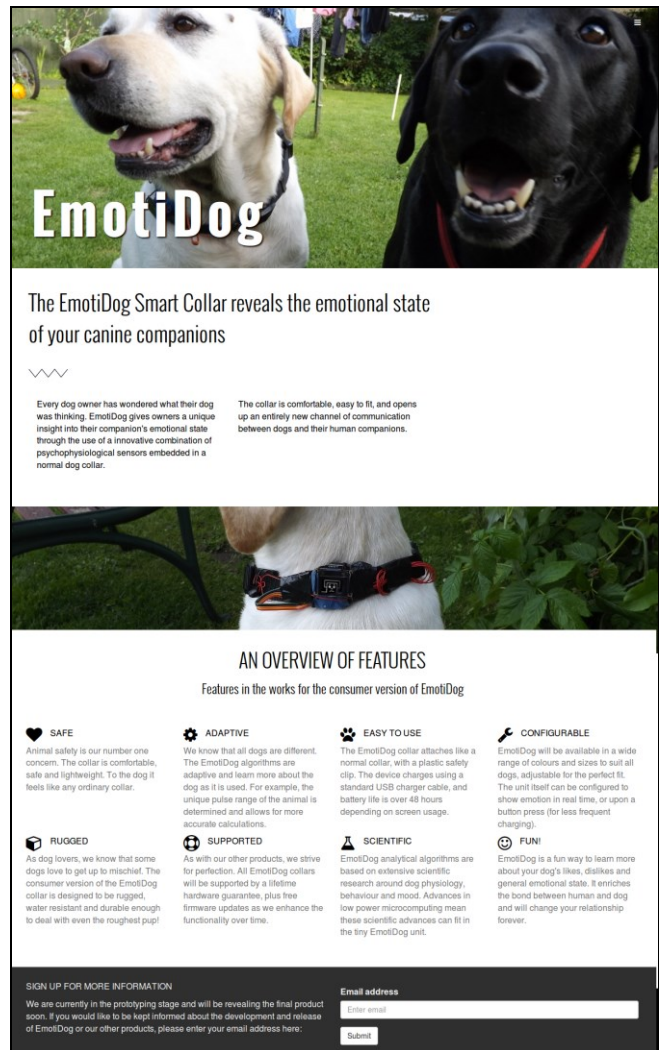 EmotiDog
The EmotiDog Smart Collar reveals the emotional state
of your canine companions
Every dog owner has wondered what their dog
was thinking. EmotiDog gives owners a unique
insight into their companion's emotional state
through the use of a innovative combination of
psychophysiological sensors embedded in a
normal dog collar.
The collar is comfortable, easy to fit, and opens
up an entirely new channel of communication
between dogs and their human companions.
AN OVERVIEW OF FEATURES
Features in the works for the consumer version of EmotiDog
SAFE
Animal safety is our number one
concern. The collar is comfortable,
safe and lightweight. To the dog it
feels like any ordinary collar.
ADAPTIVE
We know that all dogs are different.
The EmotiDog algorithms are
adaptive and learn more about the
dog as it is used. For example, the
unique pulse range of the animal is
determined and allows for more
accurate calculations.
EASY TO USE
The EmotiDog collar attaches like a
normal collar, with a plastic safety
clip. The device charges using a
standard USB charger cable, and
battery life is over 48 hours
depending on screen usage.
CONFIGURABLE
EmotiDog will be available in a wide
range of colours and sizes to suit all
dogs, adjustable for the perfect fit.
The unit itself can be configured to
show emotion in real time, or upon a
button press (for less frequent
charging).
RUGGED
As dog lovers, we know that some
dogs love to get up to mischief. The
consumer version of the EmotiDog
collar is designed to be rugged,
water resistant and durable enough
to deal with even the roughest pup!
SUPPORTED
As with our other products, we strive
for perfection. All EmotiDog collars
will be supported by a lifetime
hardware guarantee, plus free
firmware updates as we enhance the
functionality over time.
SCIENTIFIC
EmotiDog analytical algorithms are
based on extensive scientific
research around dog physiology,
behaviour and mood. Advances in
low power microcomputing mean
these scientific advances can fit in
the tiny EmotiDog unit.
FUN!
EmotiDog is a fun way to learn more
about your dog's likes, dislikes and
general emotional state. It enriches
the bond between human and dog
and will change your relationship
forever.
SIGN UP FOR MORE INFORMATION
We are currently in the prototyping stage and will be revealing the final product
soon. If you would like to be kept informed about the development and release
of EmotiDog or our other products, please enter your email address here:
Email address
Enter email
Submit